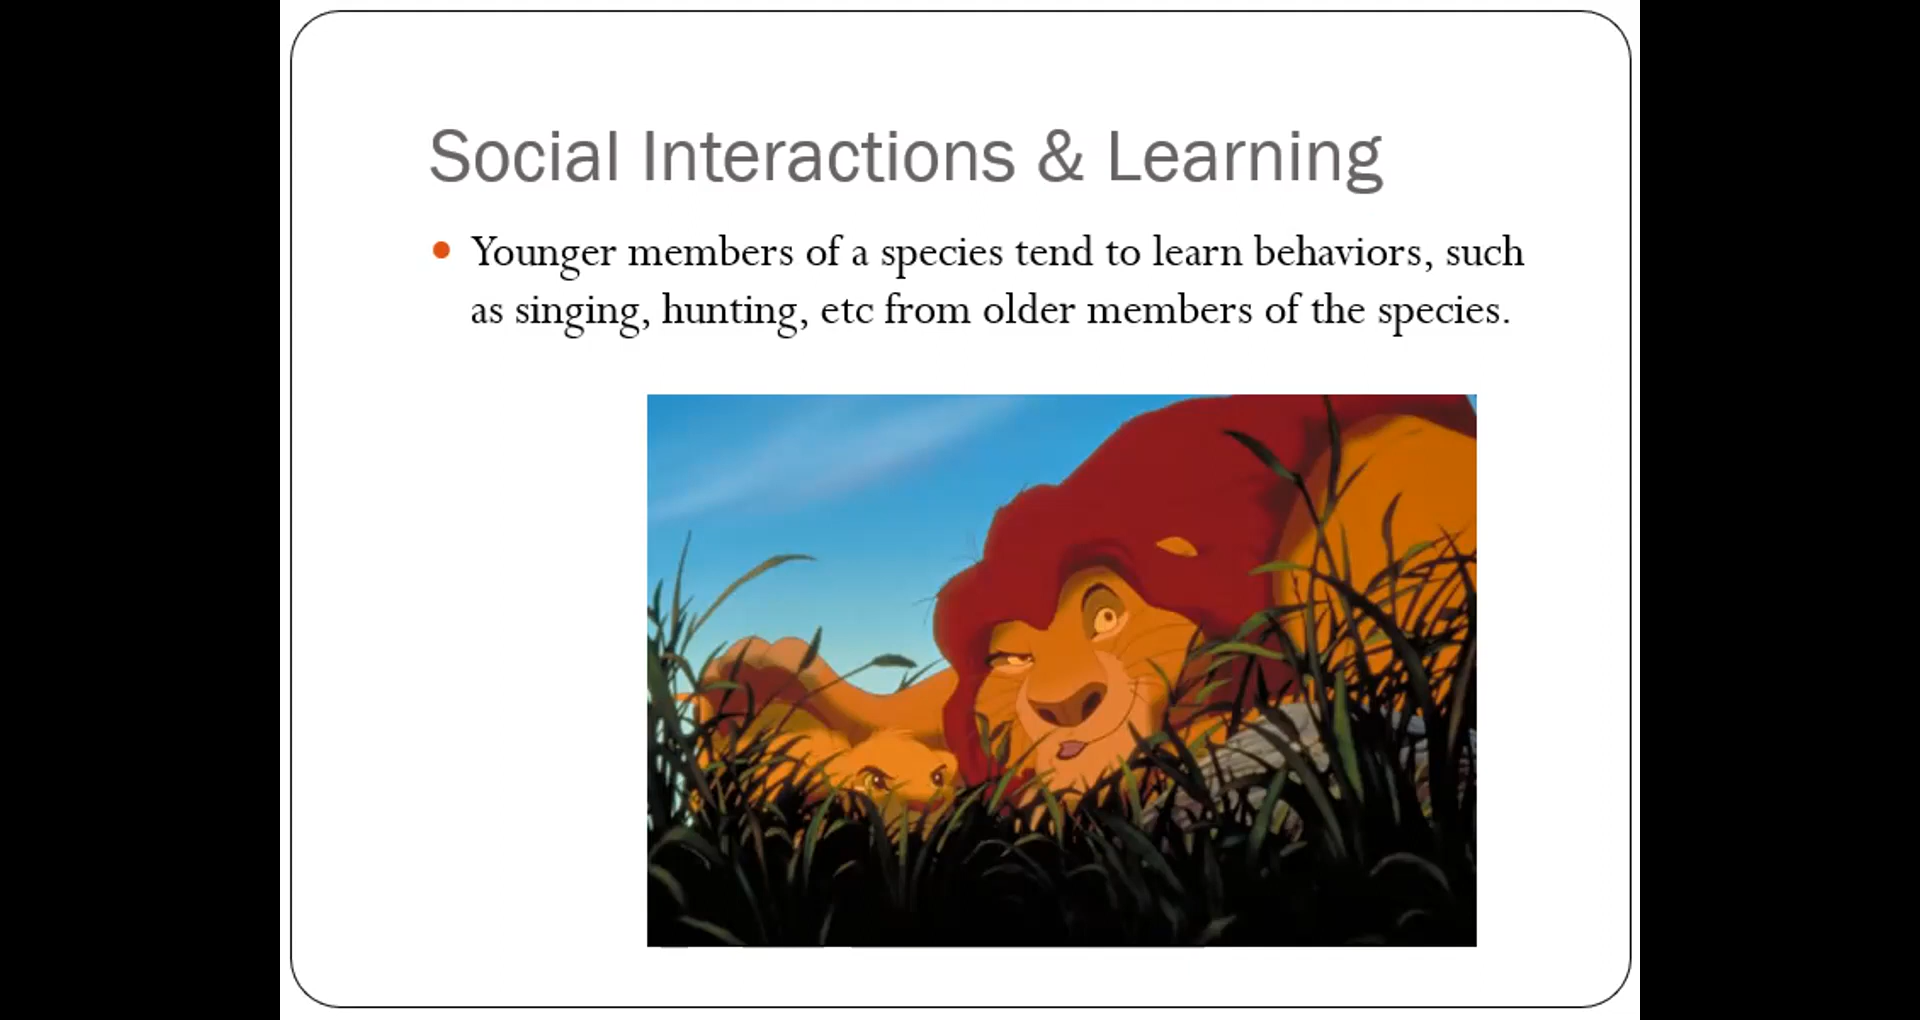 Social Interactions & Learning
Younger members of a species tend to learn behaviors, such
as singing, hunting, etc from older members of the species.